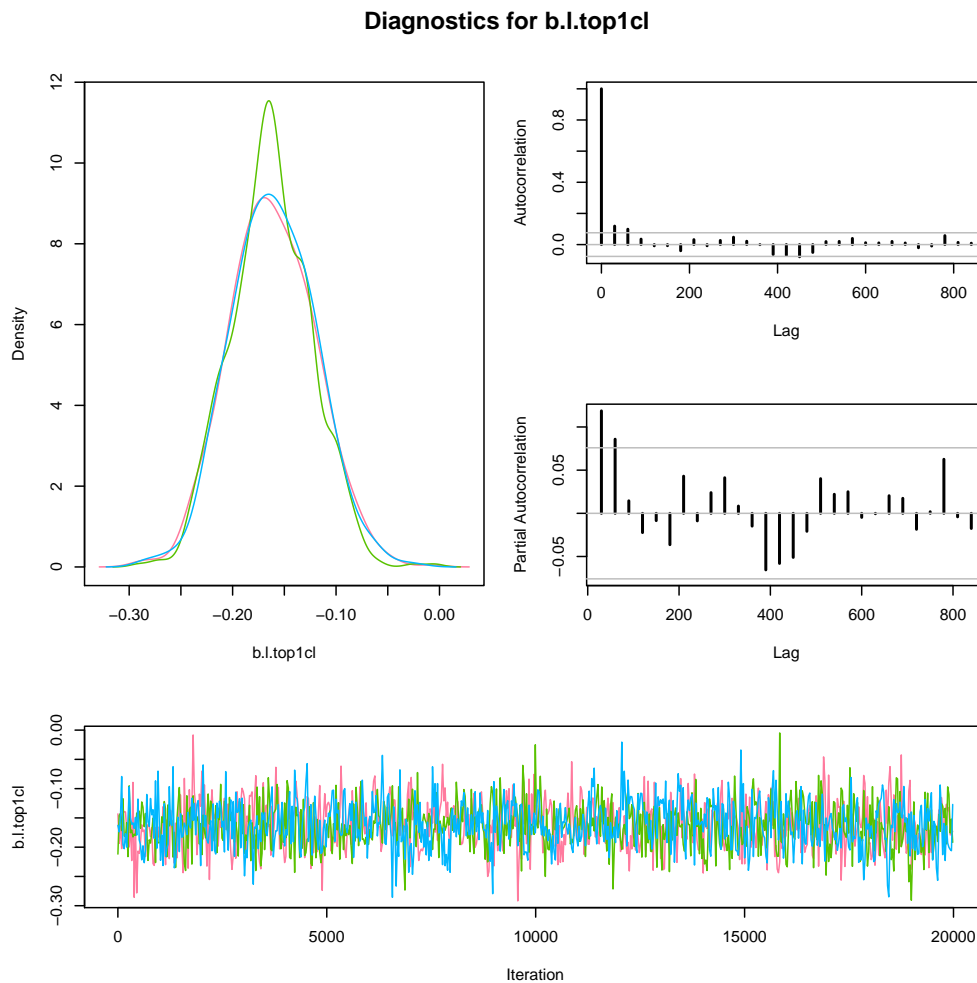 Diagnostics for b.l.top1cl
Density
0 2 4 6 8 10 12
−0.30 −0.20 −0.10 0.00
b.l.top1cl
Autocorrelation
0.0 0.4 0.8
0 200 400 600 800
Lag
Partial Autocorrelation
−0.05 0.05
0 200 400 600 800
Lag
b.l.top1cl
−0.30 −0.20 −0.10 0.00
0 5000 10000 15000 20000
Iteration